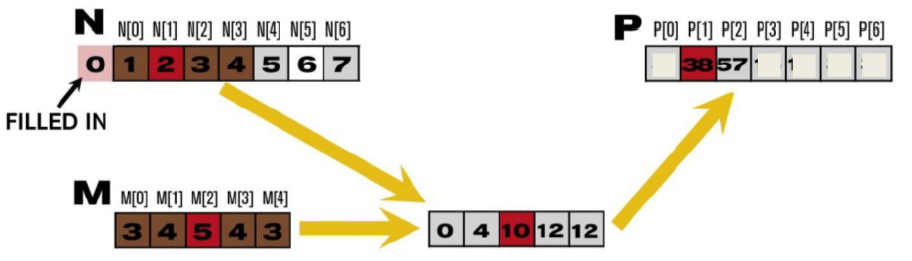 N N[0] N[1] N[2] N[3] N[4] N[5] N[6]
0 1 2 3 4 5 6 7
FILLED IN
P P[0] P[1] P[2] P[3] P[4] P[5] P[6]
38 57
M M[0] M[1] M[2] M[3] M[4]
3 4 5 4 3
0 4 10 12 12